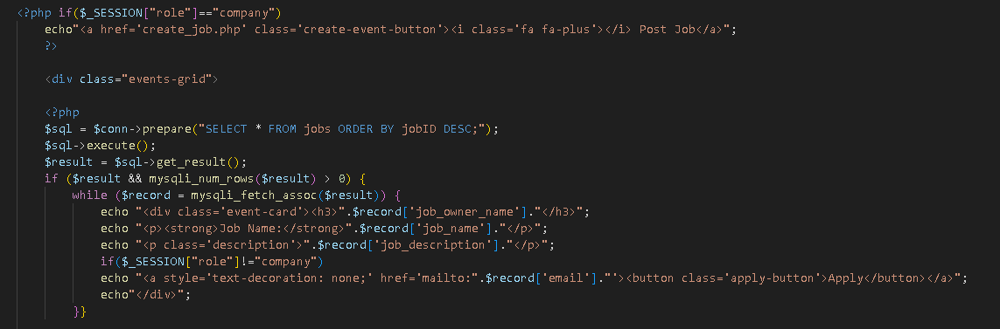 <?php if($_SESSION["role"]=="company")
echo"<a href='create_job.php' class='create-event-button'><i class='fa fa-plus'></i> Post Job</a>";
?>
<div class="events-grid">
<?php
$sql = $conn->prepare("SELECT * FROM jobs ORDER BY jobID DESC;");
$sql->execute();
$result = $sql->get_result();
if ($result && mysqli_num_rows($result) > 0) {
while ($record = mysqli_fetch_assoc($result)) {
echo "<div class='event-card'><h3>".$record['job_owner_name']."</h3>";
echo "<p><strong>Job Name:</strong>".$record['job_name']."</p>";
echo "<p class='description'>".$record['job_description']."</p>";
if($_SESSION["role"]!="company")
echo "<a style='text-decoration: none;' href='mailto:".$record['email']."'><button class='apply-button'>Apply</button></a>";
echo"</div>";
}}